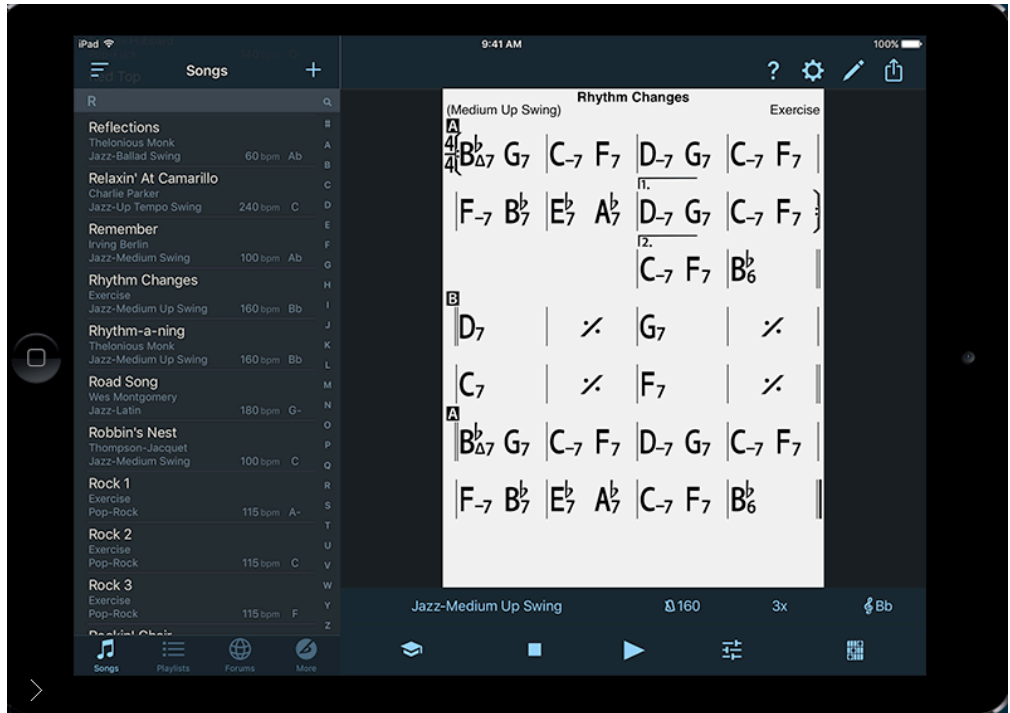 iPad
9:41 AM
100%
Songs
+
?
Red Top
R
Reflections
Thelonious Monk
Jazz-Ballad Swing 60 bpm Ab
Relaxin' At Camarillo
Charlie Parker
Jazz-Up Tempo Swing 240 bpm C
Remember
Irving Berlin
Jazz-Medium Swing 100 bpm Ab
Rhythm Changes
Exercise
Jazz-Medium Up Swing 160 bpm Bb
Rhythm-a-ning
Thelonious Monk
Jazz-Medium Up Swing 160 bpm Bb
Road Song
Wes Montgomery
Jazz-Latin 180 bpm G-
Robbin's Nest
Thompson-Jacquet
Jazz-Medium Swing 100 bpm C
Rock 1
Exercise
Pop-Rock 115 bpm A-
Rock 2
Exercise
Pop-Rock 115 bpm C
Rock 3
Exercise
Pop-Rock 115 bpm F
Rockin' Chair
#
A
B
C
D
E
F
G
H
I
J
K
L
M
N
O
P
Q
R
S
T
U
V
W
Y
Z
Songs Playlists Forums More
Rhythm Changes
(Medium Up Swing) Exercise
A
4/4 B♭△7 G7 C-7 F7 D-7 G7 C-7 F7
1.
F-7 B♭7 E♭7 A♭7 D-7 G7 C-7 F7
2.
C-7 F7 B♭6
B
D7 ٪ G7 ٪
C7 ٪ F7 ٪
A
B♭△7 G7 C-7 F7 D-7 G7 C-7 F7
F-7 B♭7 E♭7 A♭7 C-7 F7 B♭6
Jazz-Medium Up Swing 160 3x Bb